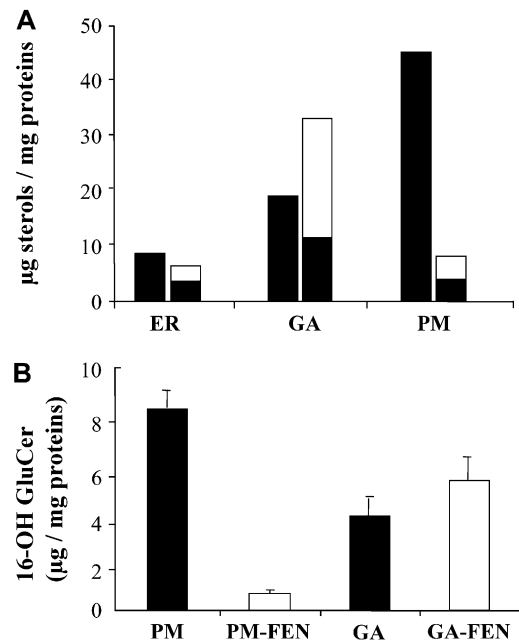 A
µg sterols / mg proteins
50
40
30
20
10
0
ER GA PM
B
16-OH GluCer
(µg / mg proteins)
10
8
6
4
2
0
PM PM-FEN GA GA-FEN